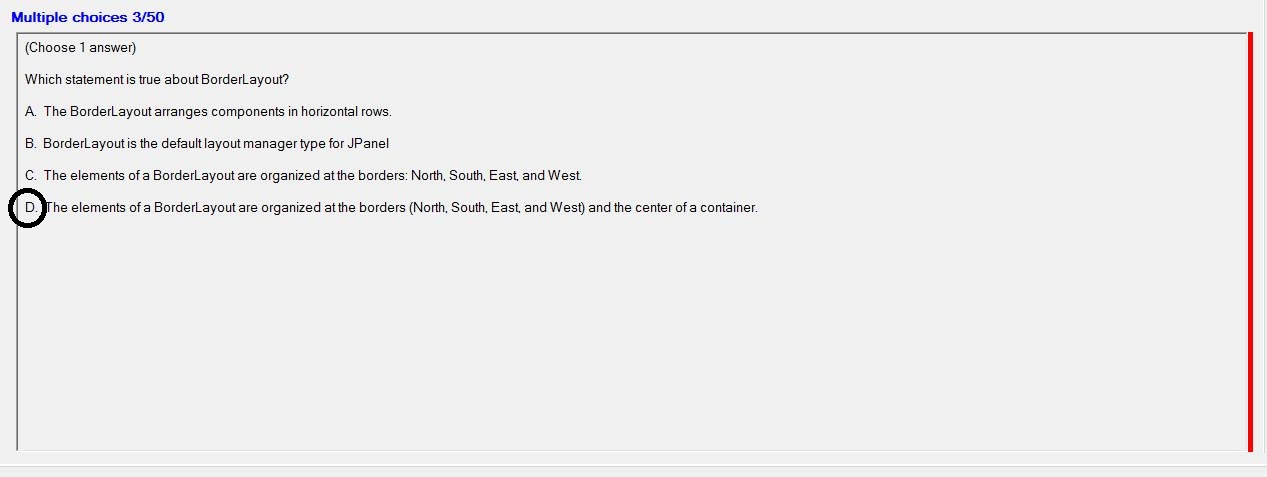 Multiple choices 3/50
(Choose 1 answer)
Which statement is true about BorderLayout?
A. The BorderLayout arranges components in horizontal rows.
B. BorderLayout is the default layout manager type for JPanel
C. The elements of a BorderLayout are organized at the borders: North, South, East, and West.
D. The elements of a BorderLayout are organized at the borders (North, South, East, and West) and the center of a container.